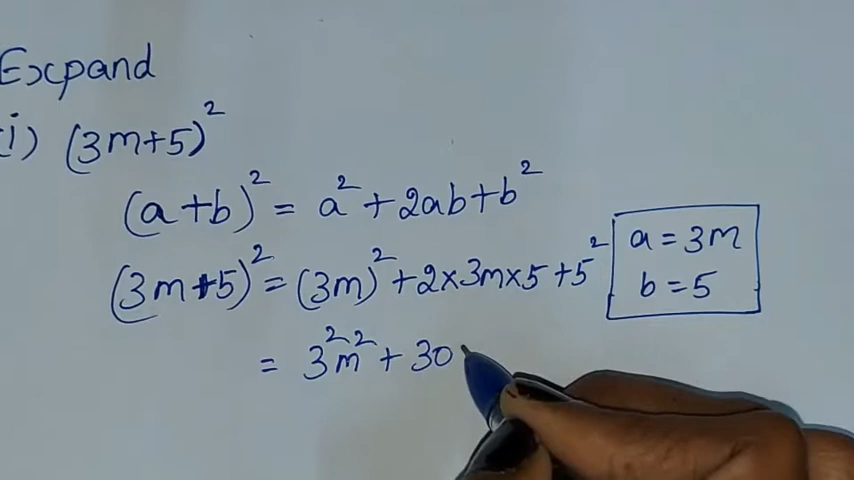 Expand
i) (3m+5)²
(a+b)² = a² + 2ab + b²
(3m+5)² = (3m)² + 2×3m×5 + 5²
a = 3m
b = 5
= 3²m² + 30